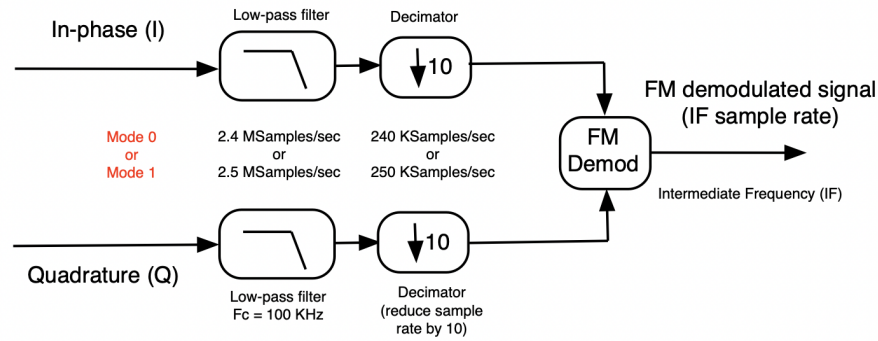 Low-pass filter
Decimator
In-phase (I)
10
FM demodulated signal
(IF sample rate)
Mode 0
or
Mode 1
2.4 MSamples/sec
or
2.5 MSamples/sec
240 KSamples/sec
or
250 KSamples/sec
FM
Demod
Intermediate Frequency (IF)
10
Quadrature (Q)
Low-pass filter
Fc = 100 KHz
Decimator
(reduce sample
rate by 10)